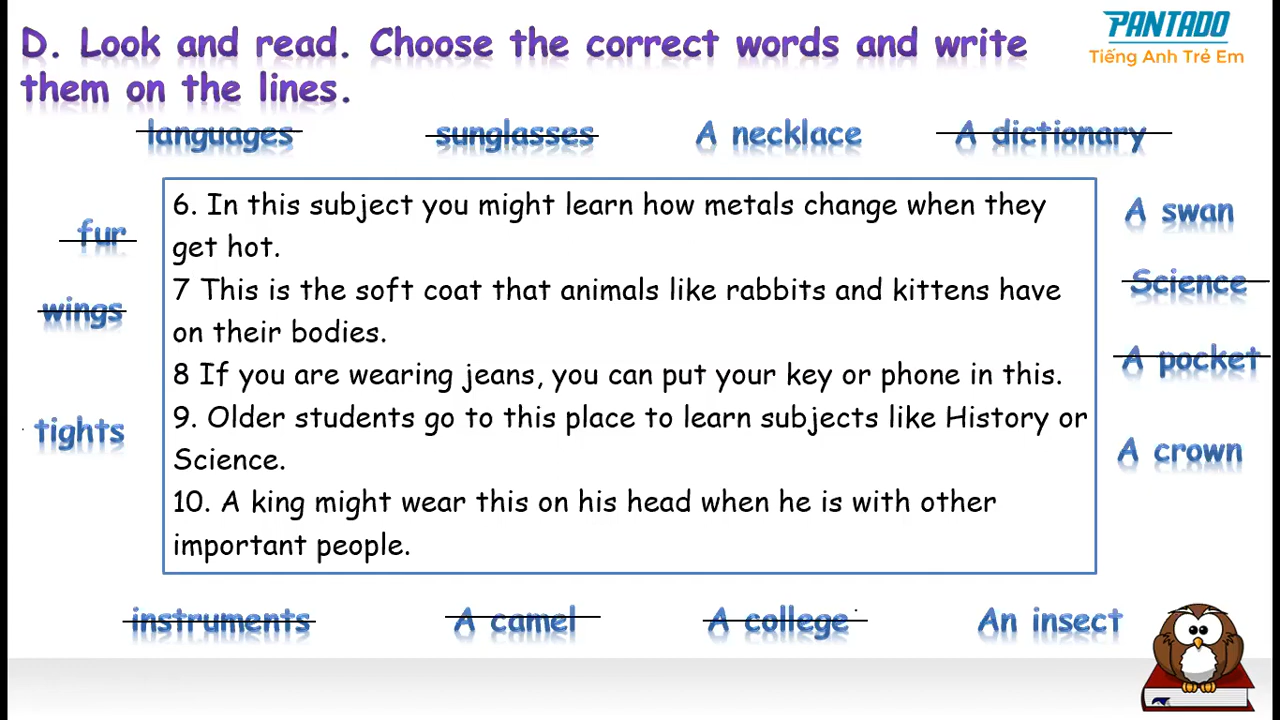 D. Look and read. Choose the correct words and write
them on the lines.
PANTADO
Tiếng Anh Trẻ Em
languages sunglasses A necklace A dictionary
fur
wings
tights
6. In this subject you might learn how metals change when they
get hot.
7 This is the soft coat that animals like rabbits and kittens have
on their bodies.
8 If you are wearing jeans, you can put your key or phone in this.
9. Older students go to this place to learn subjects like History or
Science.
10. A king might wear this on his head when he is with other
important people.
A swan
Science
A pocket
A crown
instruments A camel A college An insect